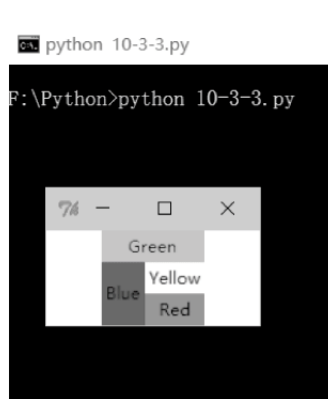 python 10-3-3.py
F:\Python>python 10-3-3.py
Green
Yellow
Blue
Red